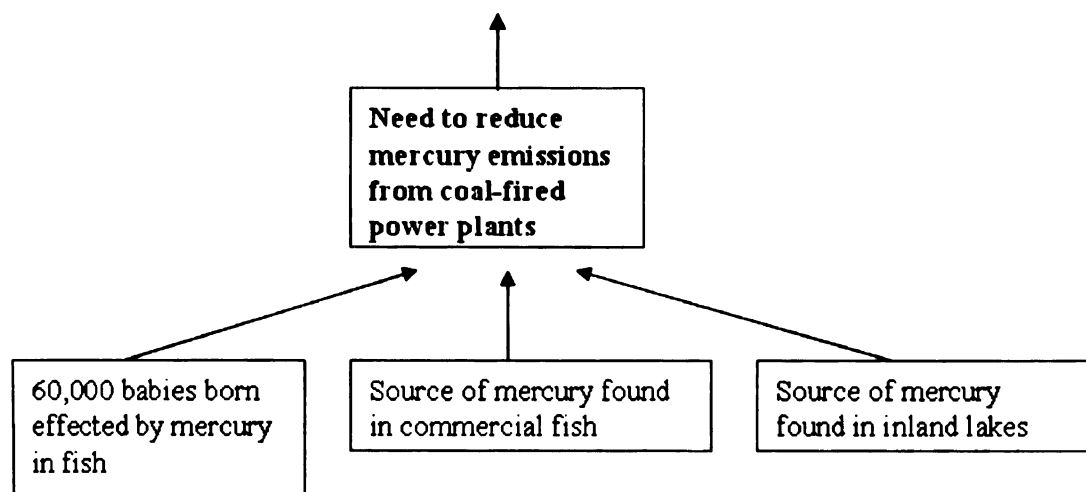 Need to reduce
mercury emissions
from coal-fired
power plants
60,000 babies born
effected by mercury
in fish
Source of mercury found
in commercial fish
Source of mercury
found in inland lakes